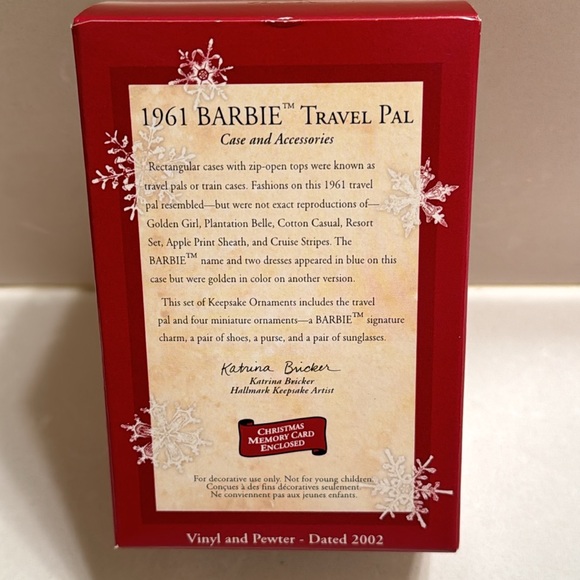 1961 BARBIE™ TRAVEL PAL
Case and Accessories
Rectangular cases with zip-open tops were known as
travel pals or train cases. Fashions on this 1961 travel
pal resembled—but were not exact reproductions of—
Golden Girl, Plantation Belle, Cotton Casual, Resort
Set, Apple Print Sheath, and Cruise Stripes. The
BARBIE™ name and two dresses appeared in blue on this
case but were golden in color on another version.
This set of Keepsake Ornaments includes the travel
pal and four miniature ornaments—a BARBIE™ signature
charm, a pair of shoes, a purse, and a pair of sunglasses.
Katrina Bricker
Katrina Bricker
Hallmark Keepsake Artist
CHRISTMAS
MEMORY CARD
ENCLOSED
For decorative use only. Not for young children.
Conçues à des fins décoratives seulement.
Ne conviennent pas aux jeunes enfants.
Vinyl and Pewter - Dated 2002